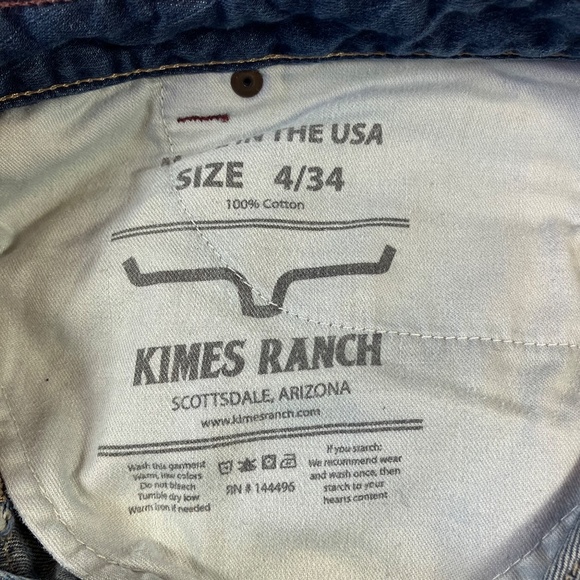 MADE IN THE USA
SIZE 4/34
100% Cotton
KIMES RANCH
SCOTTSDALE, ARIZONA
www.kimesranch.com
Wash this garment
Warm, like colors
Do not bleach
Tumble dry low
Warm iron if needed
RN # 144496
If you starch:
We recommend wear
and wash once, then
starch to your
hearts content